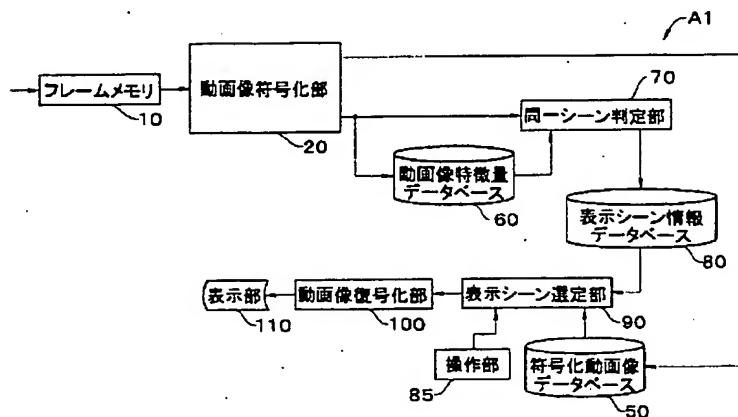 A1
フレームメモリ
10
動画像符号化部
20
70
同一シーン判定部
動画像特徴量
データベース
60
表示シーン情報
データベース
80
表示部
110
動画像復号化部
100
表示シーン選定部
90
操作部
85
符号化動画像
データベース
50